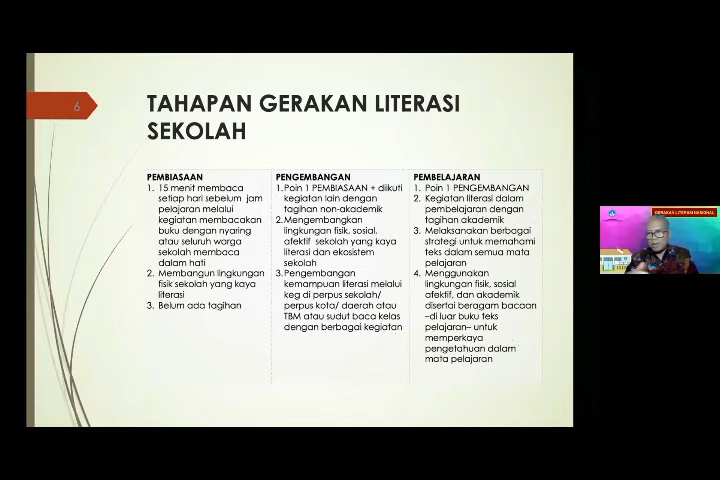 6
TAHAPAN GERAKAN LITERASI
SEKOLAH
PEMBIASAAN
1. 15 menit membaca
setiap hari sebelum jam
pelajaran melalui
kegiatan membacakan
buku dengan nyaring
atau seluruh warga
sekolah membaca
dalam hati
2. Membangun lingkungan
fisik sekolah yang kaya
literasi
3. Belum ada tagihan
PENGEMBANGAN
1.Poin 1 PEMBIASAAN + diikuti
kegiatan lain dengan
tagihan non-akademik
2.Mengembangkan
lingkungan fisik, sosial,
afektif sekolah yang kaya
literasi dan ekosistem
sekolah
3.Pengembangan
kemampuan literasi melalui
keg di perpus sekolah/
perpus kota/ daerah atau
TBM atau sudut baca kelas
dengan berbagai kegiatan
PEMBELAJARAN
1. Poin 1 PENGEMBANGAN
2. Kegiatan literasi dalam
pembelajaran dengan
tagihan akademik
3. Melaksanakan berbagai
strategi untuk memahami
teks dalam semua mata
pelajaran
4. Menggunakan
lingkungan fisik, sosial
afektif, dan akademik
disertai beragam bacaan
–di luar buku teks
pelajaran– untuk
memperkaya
pengetahuan dalam
mata pelajaran
GERAKAN LITERASI NASIONAL